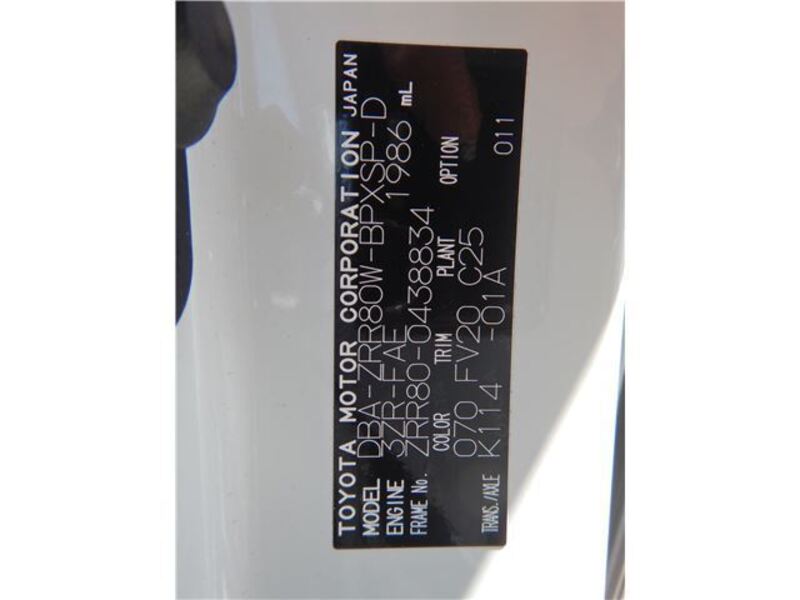 TOYOTA MOTOR CORPORATION JAPAN
MODEL DBA-ZRR80W-BPXSP-D
ENGINE 3ZR-FAE 1986 mL
FRAME No. ZRR80-0438834
COLOR TRIM PLANT OPTION
070 FV20 C25
TRANS./AXLE K114 -01A 011